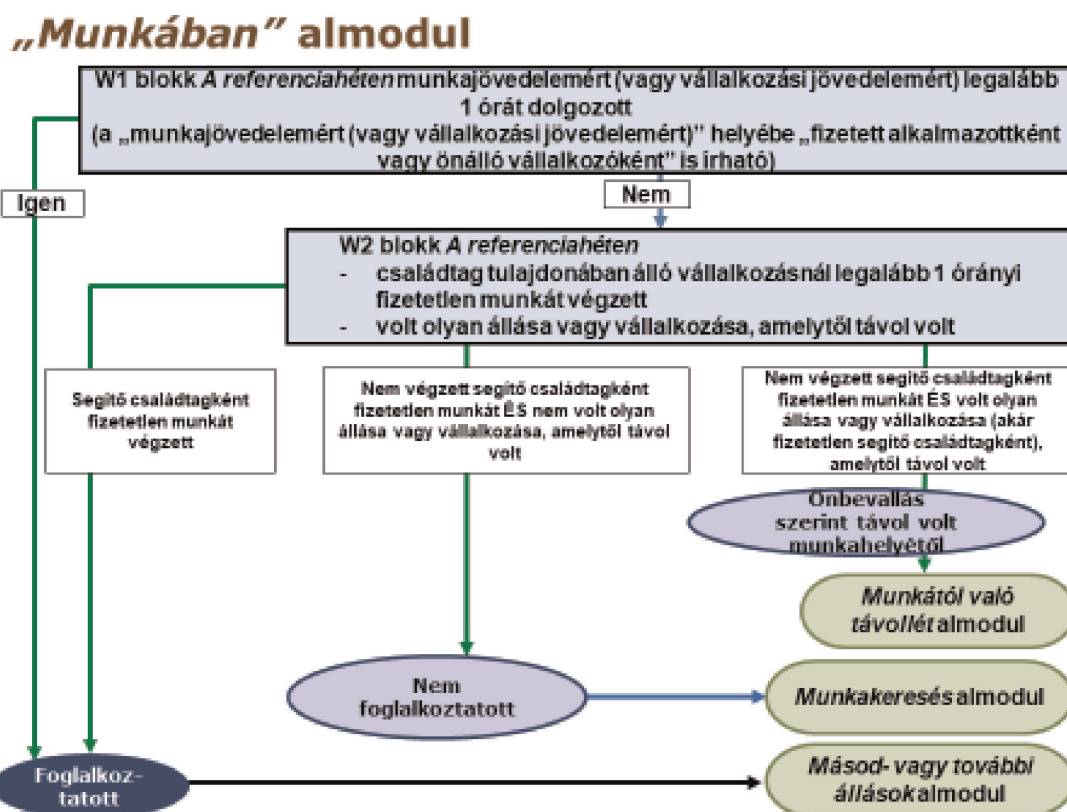 „Munkában” almodul
W1 blokk A referenciahéten munkajövedelemért (vagy vállalkozási jövedelemért) legalább
1 órát dolgozott
(a „munkajövedelemért (vagy vállalkozási jövedelemért)” helyébe „fizetett alkalmazottként
vagy önálló vállalkozóként” is írható)
Igen
Nem
W2 blokk A referenciahéten
- családtag tulajdonában álló vállalkozásnál legalább 1 órányi
fizetetlen munkát végzett
- volt olyan állása vagy vállalkozása, amelytől távol volt
Segítő családtagként
fizetetlen munkát
végzett
Nem végzett segítő családtagként
fizetetlen munkát ÉS nem volt olyan
állása vagy vállalkozása, amelytől távol
volt
Nem végzett segítő családtagként
fizetetlen munkát ÉS volt olyan
állása vagy vállalkozása (akár
fizetetlen segítő családtagként),
amelytől távol volt
Önbevallás
szerint távol volt
munkahelyétől
Munkától való
távollét almodul
Nem
foglalkoztatott
Munkakeresés almodul
Foglalkoz-
tatott
Másod- vagy további
állások almodul